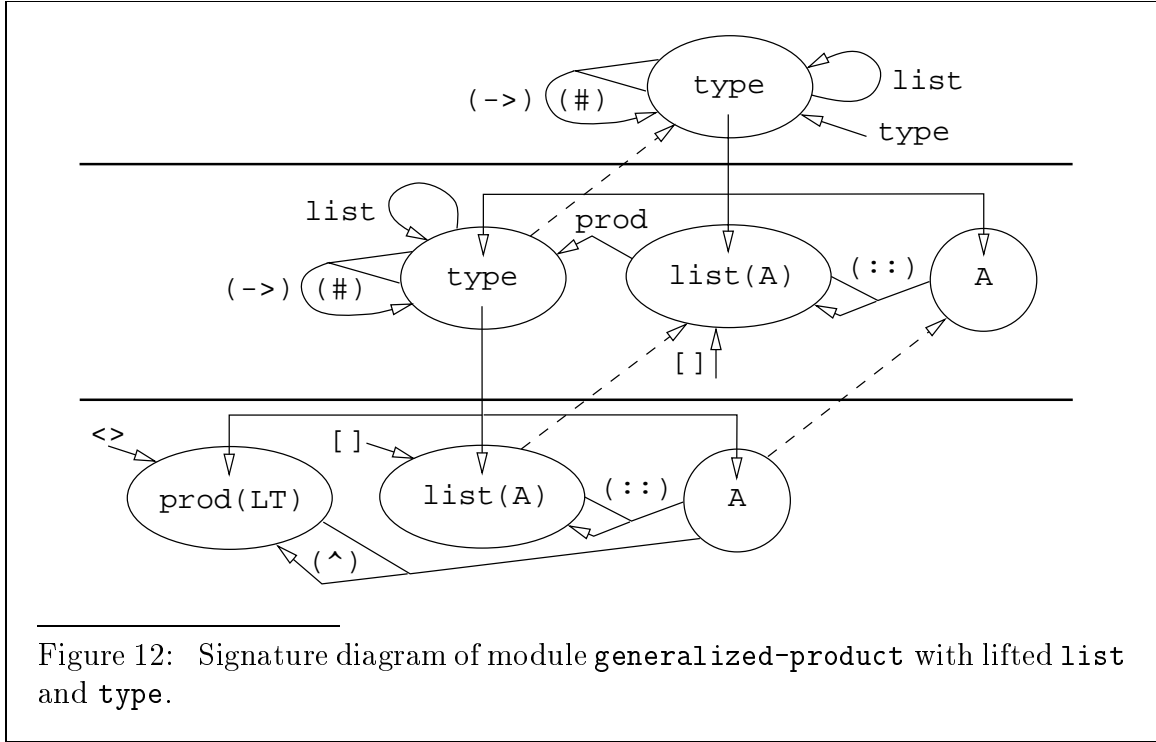 type
list
(->) (#)
type
list
prod
type
list(A)
(::)
A
(->) (#)
[]
<>
[]
prod(LT)
list(A)
(::)
A
(^)
Figure 12: Signature diagram of module generalized-product with lifted list
and type.